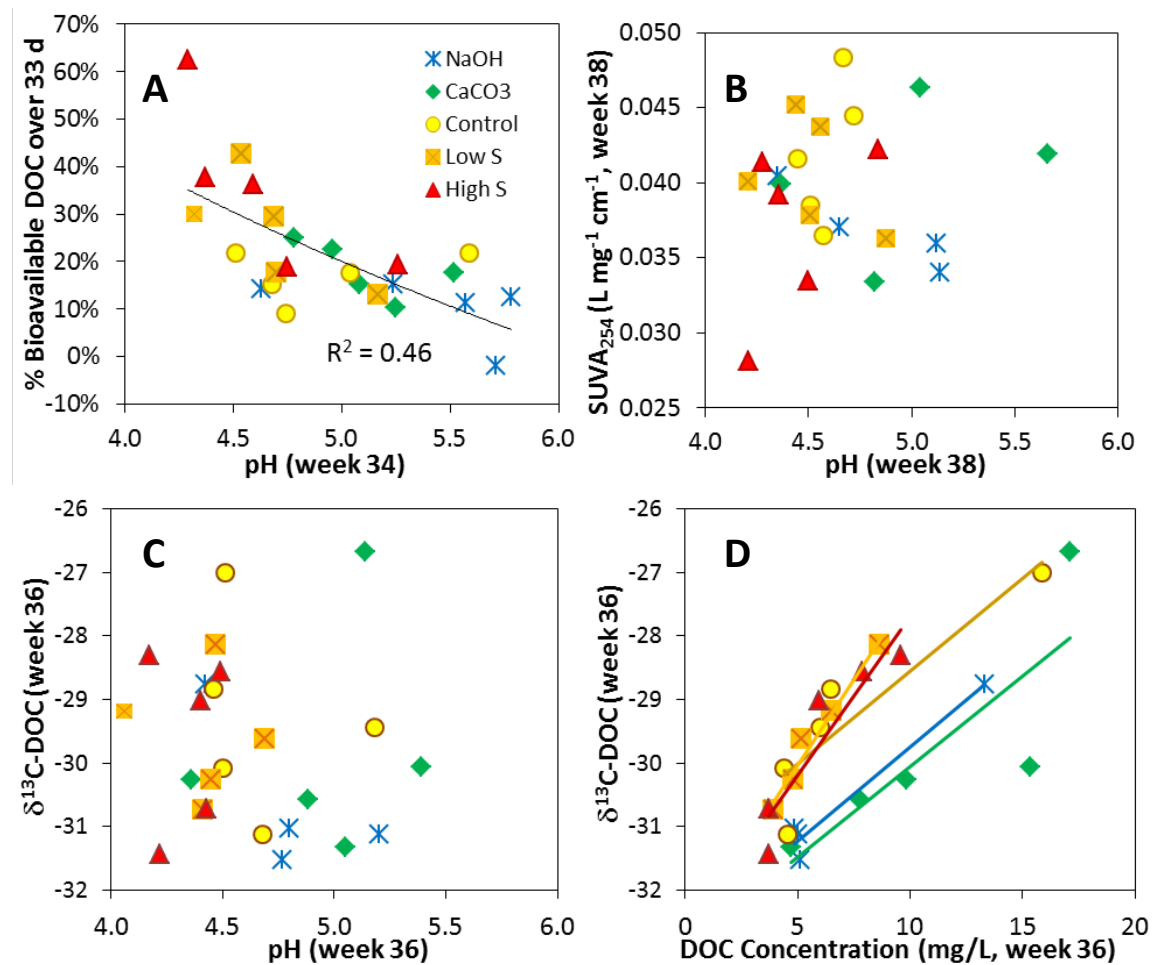 A
% Bioavailable DOC over 33 d
70%
60%
50%
40%
30%
20%
10%
0%
-10%
NaOH
CaCO3
Control
Low S
High S
R² = 0.46
4.0 4.5 5.0 5.5 6.0
pH (week 34)
B
SUVA₂₅₄ (L mg⁻¹ cm⁻¹, week 38)
0.050
0.045
0.040
0.035
0.030
0.025
4.0 4.5 5.0 5.5 6.0
pH (week 38)
C
δ¹³C-DOC (week 36)
-26
-27
-28
-29
-30
-31
-32
4.0 4.5 5.0 5.5 6.0
pH (week 36)
D
δ¹³C-DOC (week 36)
-26
-27
-28
-29
-30
-31
-32
0 5 10 15 20
DOC Concentration (mg/L, week 36)